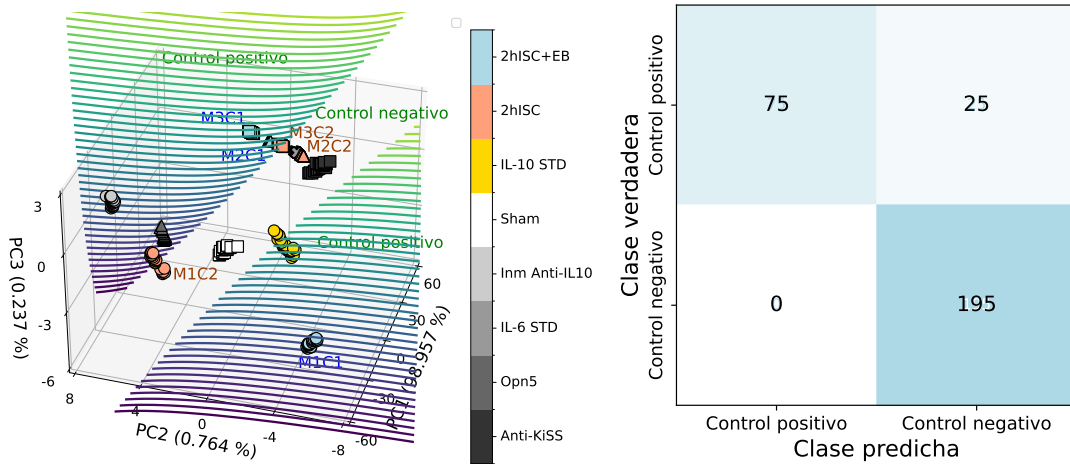 Control positivo
Control negativo
M3C1
M3C2
M2C1
M2C2
Control positivo
M1C2
M1C1
3
0
-3
-6
PC3 (0.237 %)
8
4
0
-4
-8
PC2 (0.764 %)
60
30
0
-30
-60
PC1 (98.957 %)
2hISC+EB
2hISC
IL-10 STD
Sham
Inm Anti-IL10
IL-6 STD
Opn5
Anti-KiSS
Clase verdadera
Control positivo
Control negativo
75
25
0
195
Control positivo
Control negativo
Clase predicha